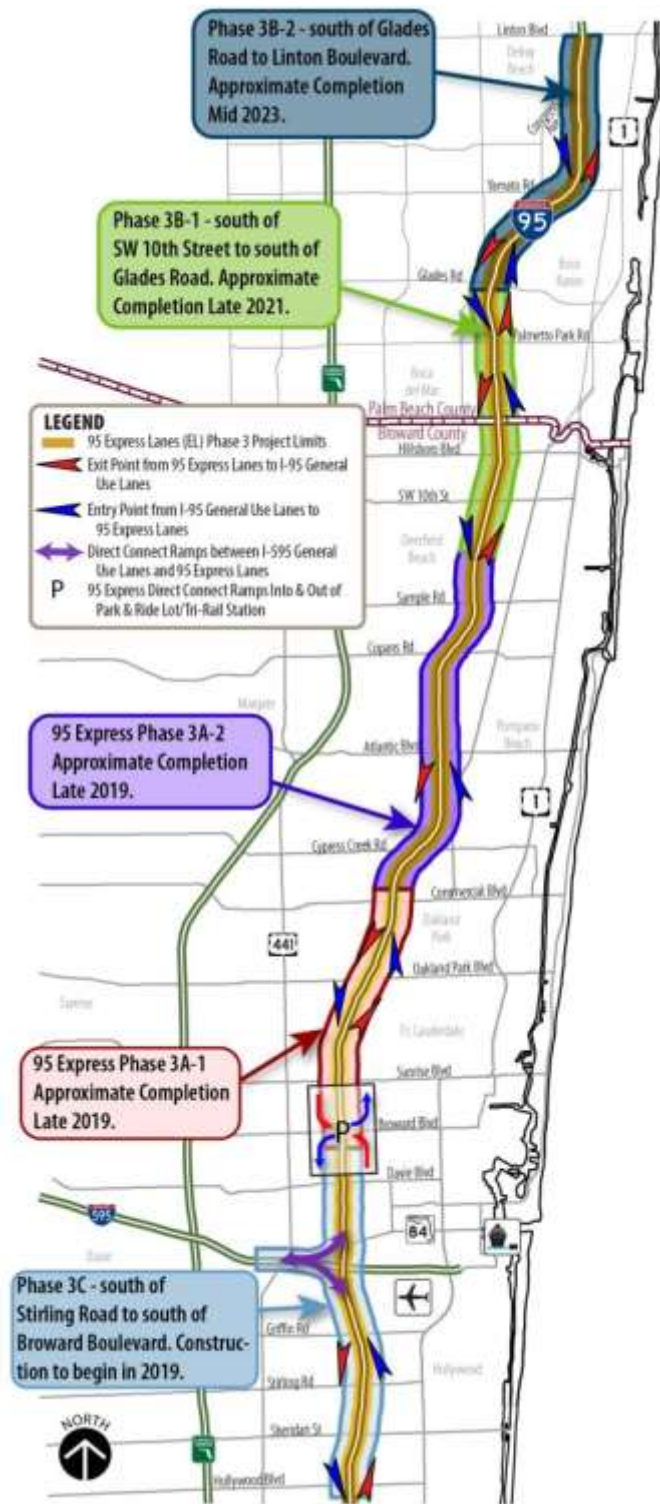 Phase 3B-2 - south of Glades
Road to Linton Boulevard.
Approximate Completion
Mid 2023.
Linton Blvd
Delray
Beach
1
Yamato Rd
95
Phase 3B-1 - south of
SW 10th Street to south of
Glades Road. Approximate
Completion Late 2021.
Glades Rd
Boca
Raton
Palmetto Park Rd
Boca
del Mar
Palm Beach County
Broward County
Hillsboro Blvd
LEGEND
95 Express Lanes (EL) Phase 3 Project Limits
Exit Point from 95 Express Lanes to I-95 General
Use Lanes
Entry Point from I-95 General Use Lanes to
95 Express Lanes
Direct Connect Ramps between I-595 General
Use Lanes and 95 Express Lanes
P
95 Express Direct Connect Ramps Into & Out of
Park & Ride Lot/Tri-Rail Station
SW 10th St
Deerfield
Beach
Sample Rd
Copans Rd
Margate
95 Express Phase 3A-2
Approximate Completion
Late 2019.
Pompano
Beach
Atlantic Blvd
1
Cypress Creek Rd
Commercial Blvd
Oakland
Park
441
Oakland Park Blvd
Sunrise
Ft. Lauderdale
95 Express Phase 3A-1
Approximate Completion
Late 2019.
Sunrise Blvd
P
Broward Blvd
Davie Blvd
595
84
Davie
Phase 3C - south of
Stirling Road to south of
Broward Boulevard. Construc-
tion to begin in 2019.
Griffin Rd
Hollywood
Stirling Rd
NORTH
Sheridan St
Hollywood Blvd